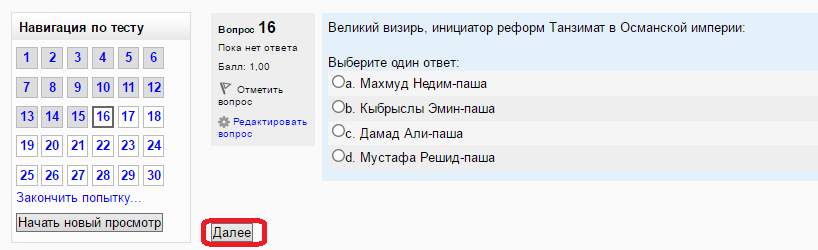 Навигация по тесту
1 2 3 4 5 6
7 8 9 10 11 12
13 14 15 16 17 18
19 20 21 22 23 24
25 26 27 28 29 30
Закончить попытку...
Начать новый просмотр
Вопрос 16
Пока нет ответа
Балл: 1,00
Отметить
вопрос
Редактировать
вопрос
Великий визирь, инициатор реформ Танзимат в Османской империи:
Выберите один ответ:
a. Махмуд Недим-паша
b. Кыбрыслы Эмин-паша
c. Дамад Али-паша
d. Мустафа Решид-паша
Далее